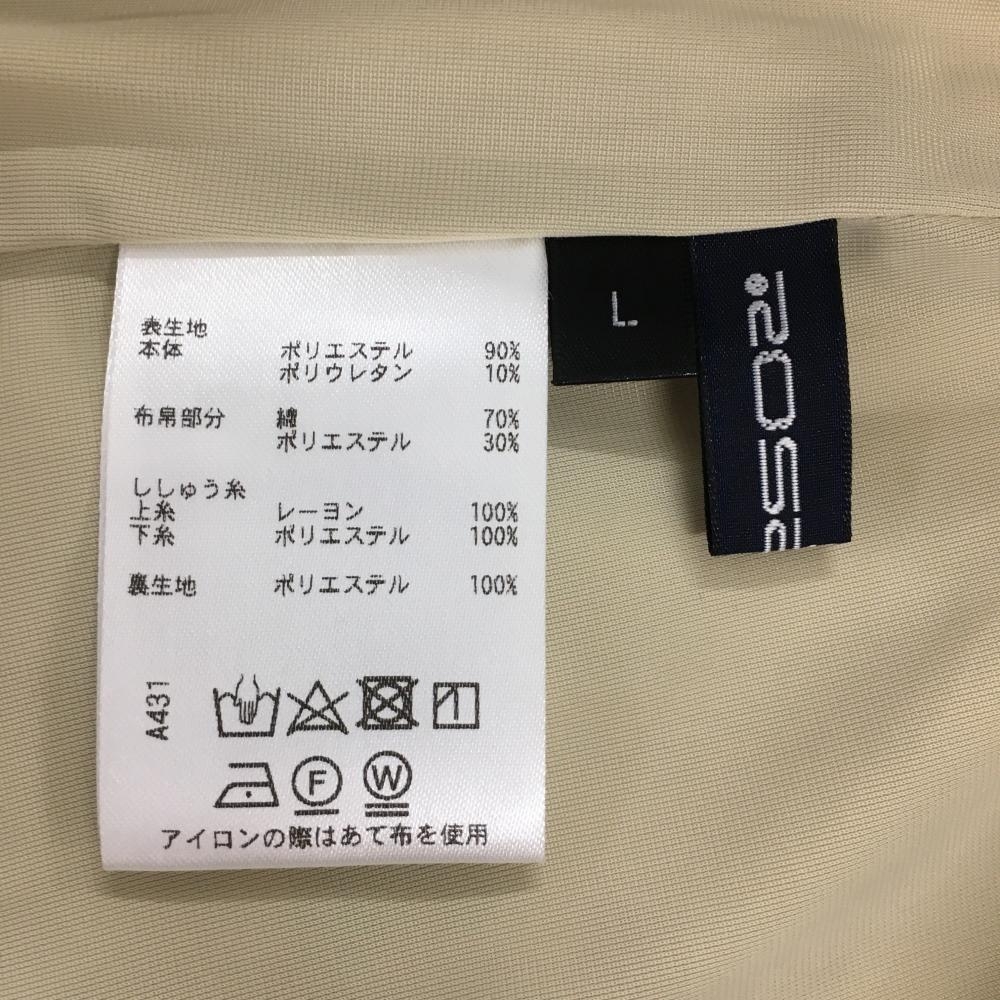 表生地
本体 ポリエステル 90%
ポリウレタン 10%
布帛部分 綿 70%
ポリエステル 30%
ししゅう糸
上糸 レーヨン 100%
下糸 ポリエステル 100%
裏生地 ポリエステル 100%
A431
F W
アイロンの際はあて布を使用
L